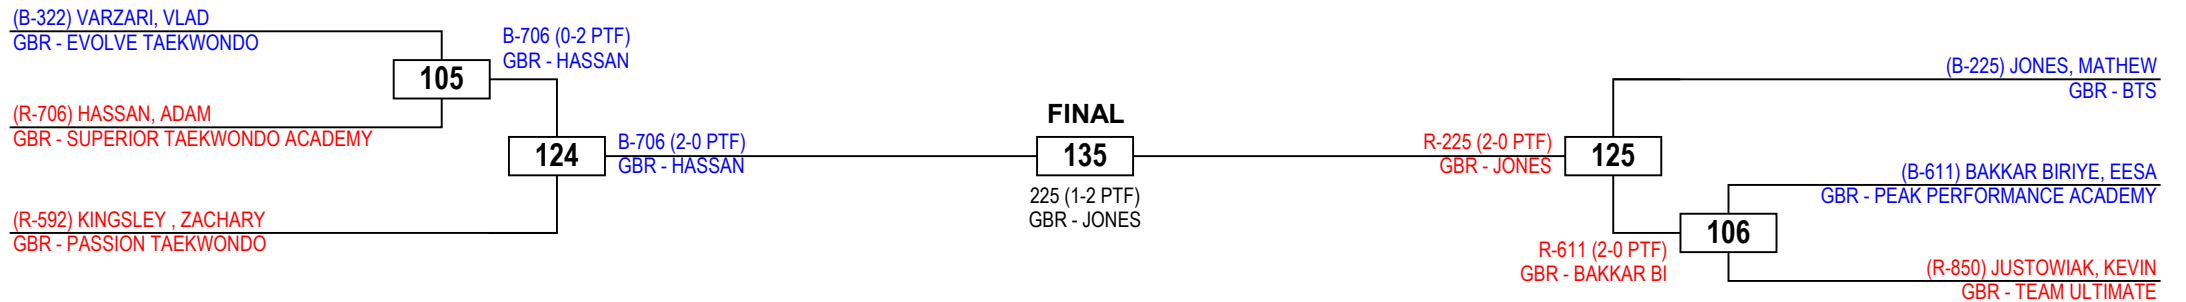 (B-322) VARZARI, VLAD
GBR - EVOLVE TAEKWONDO
B-706 (0-2 PTF)
GBR - HASSAN
105
(R-706) HASSAN, ADAM
GBR - SUPERIOR TAEKWONDO ACADEMY
124
B-706 (2-0 PTF)
GBR - HASSAN
(R-592) KINGSLEY , ZACHARY
GBR - PASSION TAEKWONDO
FINAL
135
225 (1-2 PTF)
GBR - JONES
(B-225) JONES, MATHEW
GBR - BTS
R-225 (2-0 PTF)
GBR - JONES
125
(B-611) BAKKAR BIRIYE, EESA
GBR - PEAK PERFORMANCE ACADEMY
106
R-611 (2-0 PTF)
GBR - BAKKAR BI
(R-850) JUSTOWIAK, KEVIN
GBR - TEAM ULTIMATE